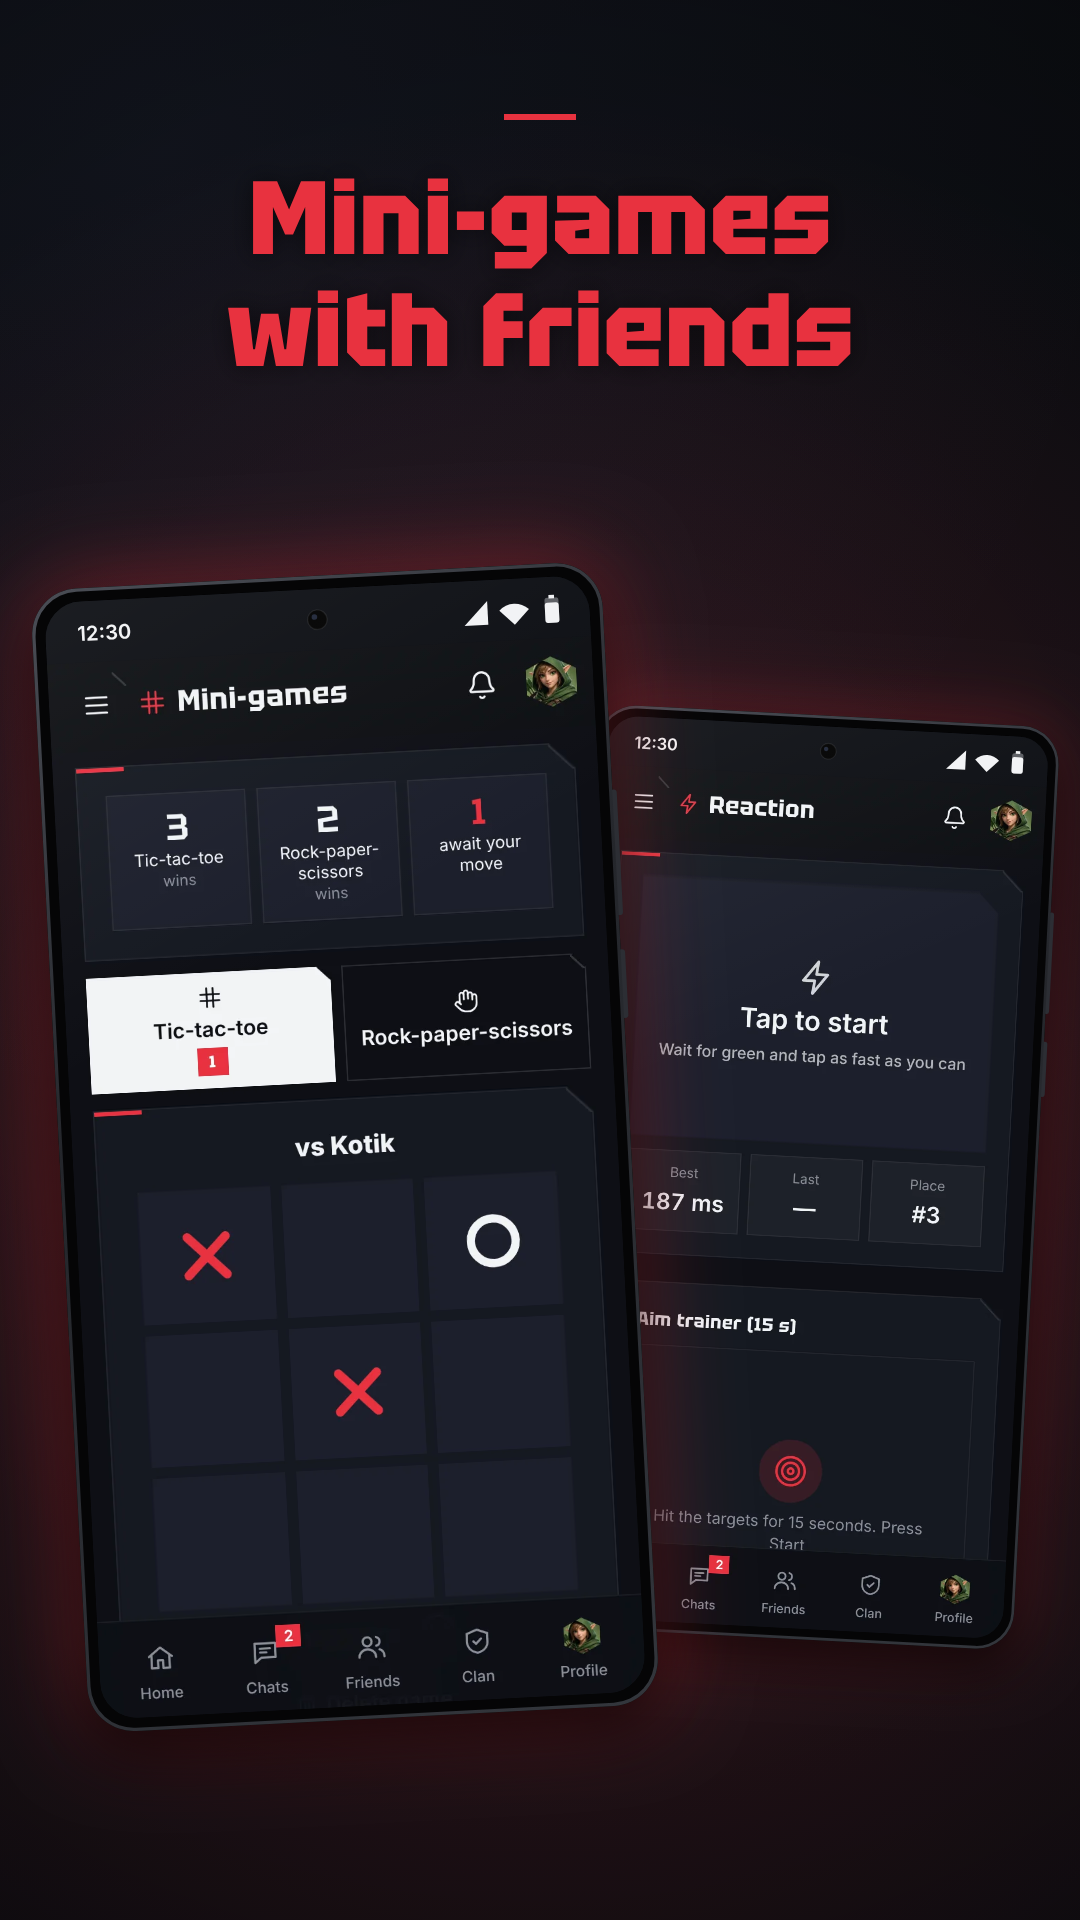 Mini-games
with friends
12:30
Mini-games
3
Tic-tac-toe
wins
2
Rock-paper-
scissors
wins
1
await your
move
Tic-tac-toe
1
Rock-paper-scissors
vs Kotik
Home
2
Chats
Friends
Clan
Profile
12:30
Reaction
Tap to start
Wait for green and tap as fast as you can
Best
187 ms
Last
—
Place
#3
Aim trainer (15 s)
Hit the targets for 15 seconds. Press
Start
2
Chats
Friends
Clan
Profile